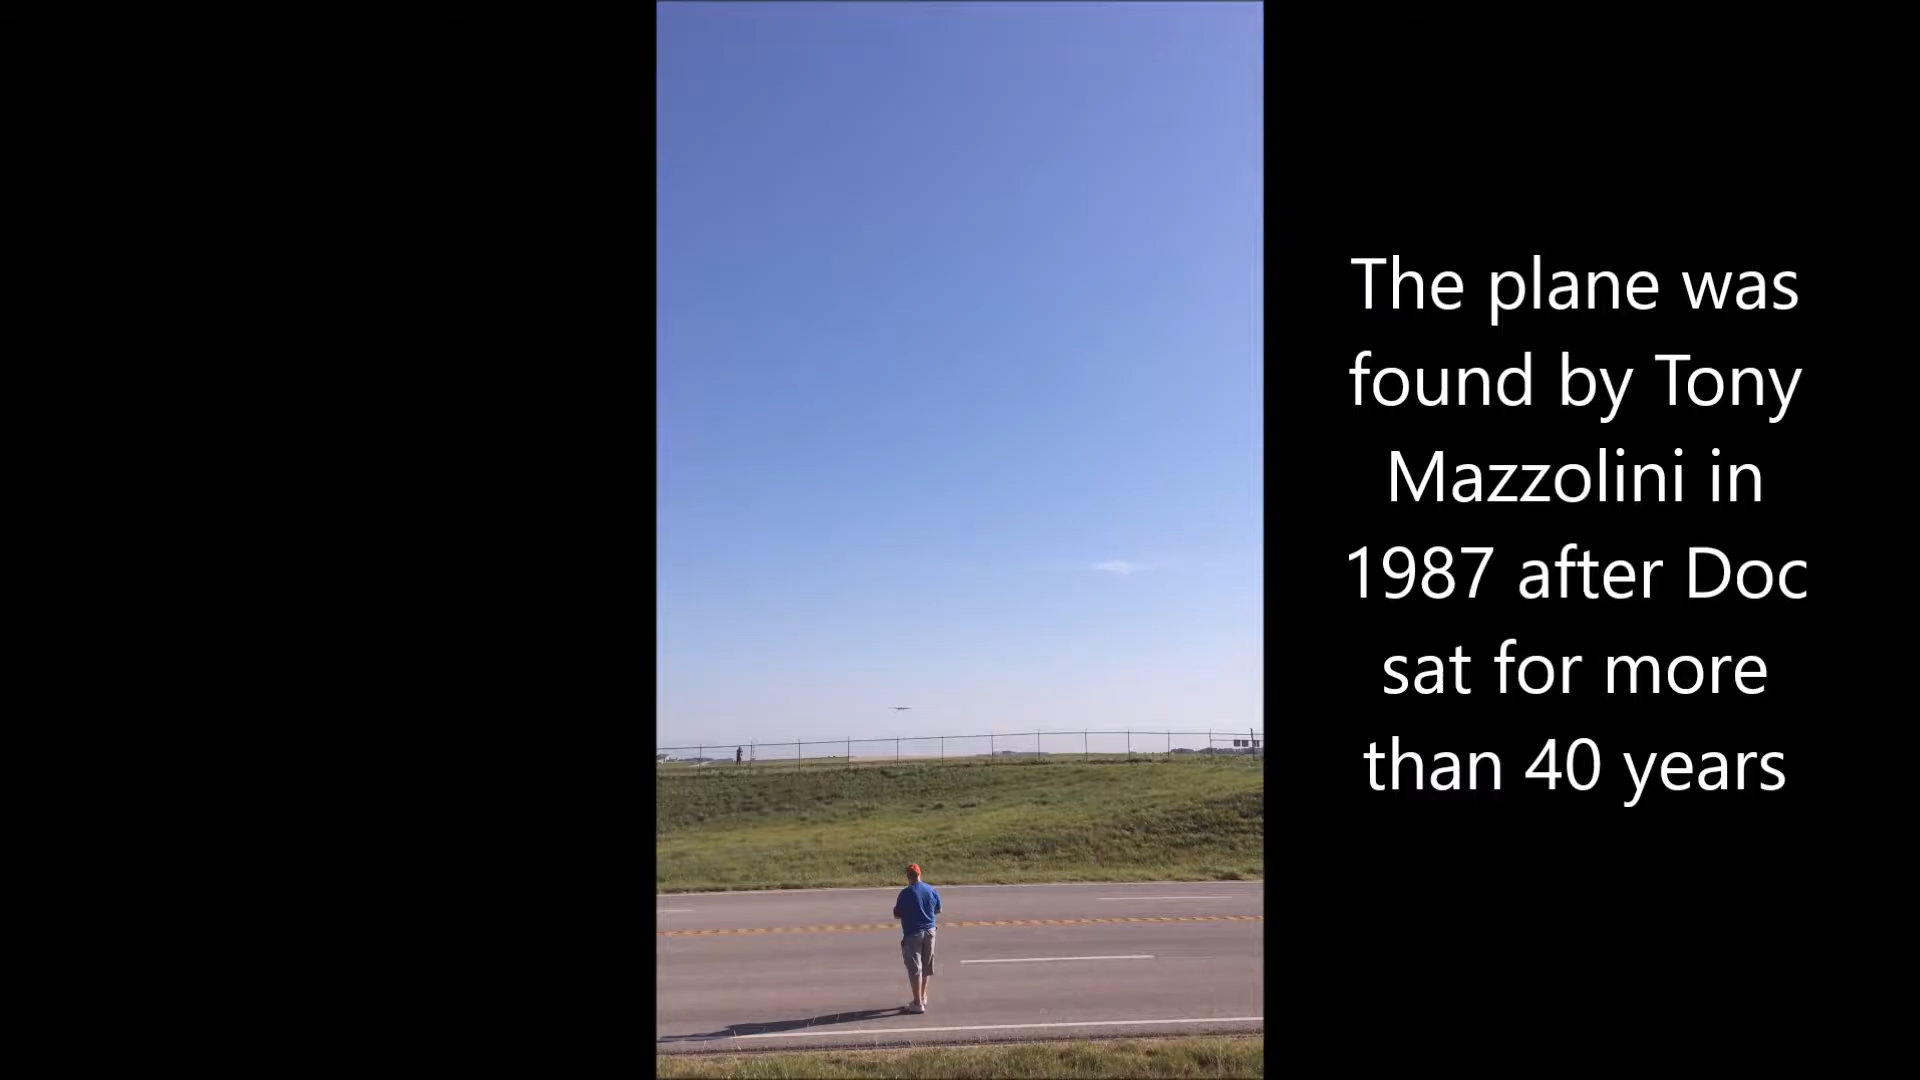 The plane was
found by Tony
Mazzolini in
1987 after Doc
sat for more
than 40 years